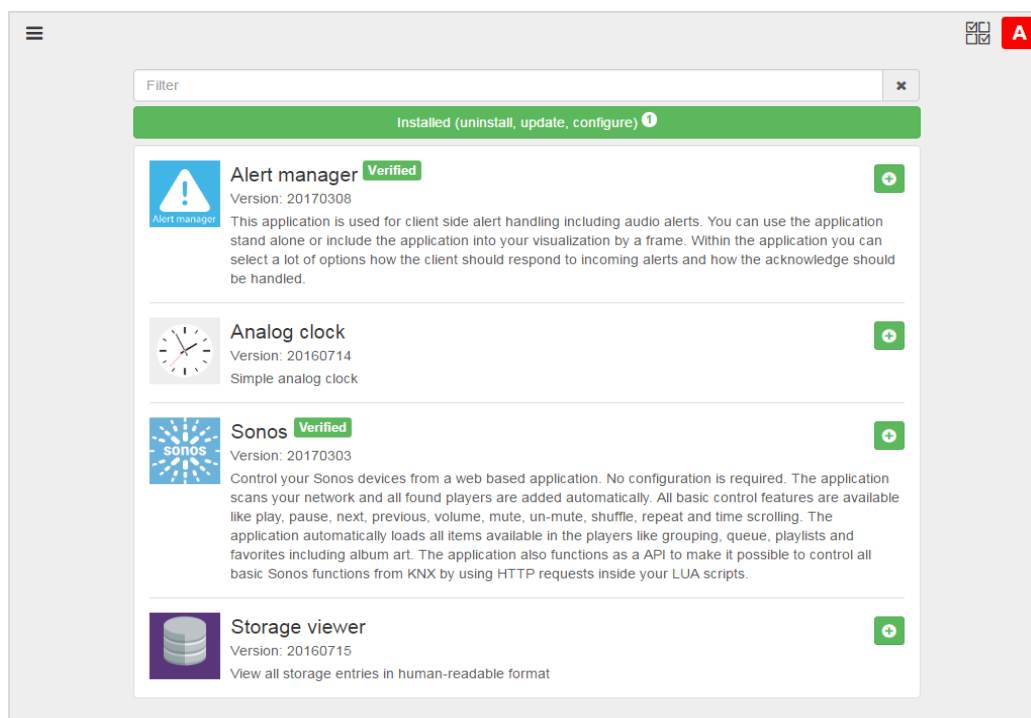 A
Filter
Installed (uninstall, update, configure) 1
Alert manager Verified
Version: 20170308
Alert manager
This application is used for client side alert handling including audio alerts. You can use the application
stand alone or include the application into your visualization by a frame. Within the application you can
select a lot of options how the client should respond to incoming alerts and how the acknowledge should
be handled.
Analog clock
Version: 20160714
Simple analog clock
Sonos Verified
Version: 20170303
SONOS
Control your Sonos devices from a web based application. No configuration is required. The application
scans your network and all found players are added automatically. All basic control features are available
like play, pause, next, previous, volume, mute, un-mute, shuffle, repeat and time scrolling. The
application automatically loads all items available in the players like grouping, queue, playlists and
favorites including album art. The application also functions as a API to make it possible to control all
basic Sonos functions from KNX by using HTTP requests inside your LUA scripts.
Storage viewer
Version: 20160715
View all storage entries in human-readable format